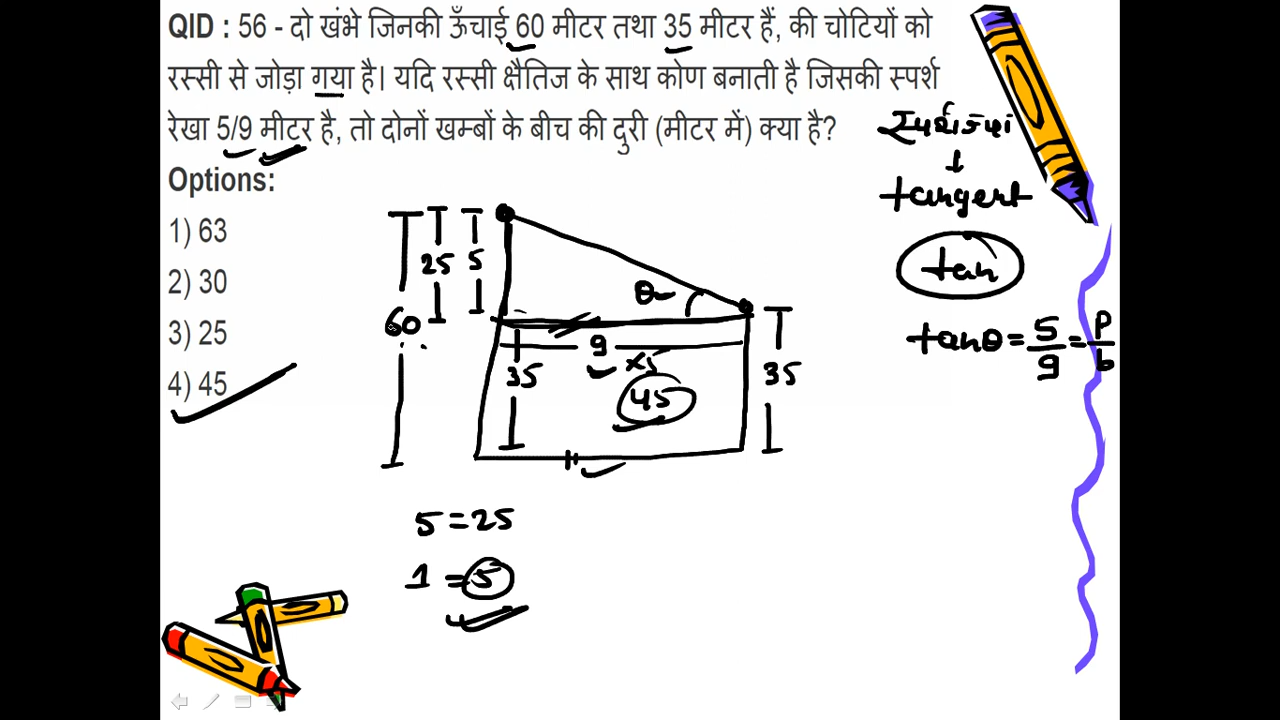 QID : 56 - दो खंभे जिनकी ऊँचाई 60 मीटर तथा 35 मीटर हैं, की चोटियों को
रस्सी से जोड़ा गया है। यदि रस्सी क्षैतिज के साथ कोण बनाती है जिसकी स्पर्श
रेखा 5/9 मीटर है, तो दोनों खम्बों के बीच की दुरी (मीटर में) क्या है?
Options:
1) 63
2) 30
3) 25
4) 45
tangent
tan
tanθ = 5/9 = P/b
60
25
5
θ
35
9
x5
45
35
5 = 25
1 = 5